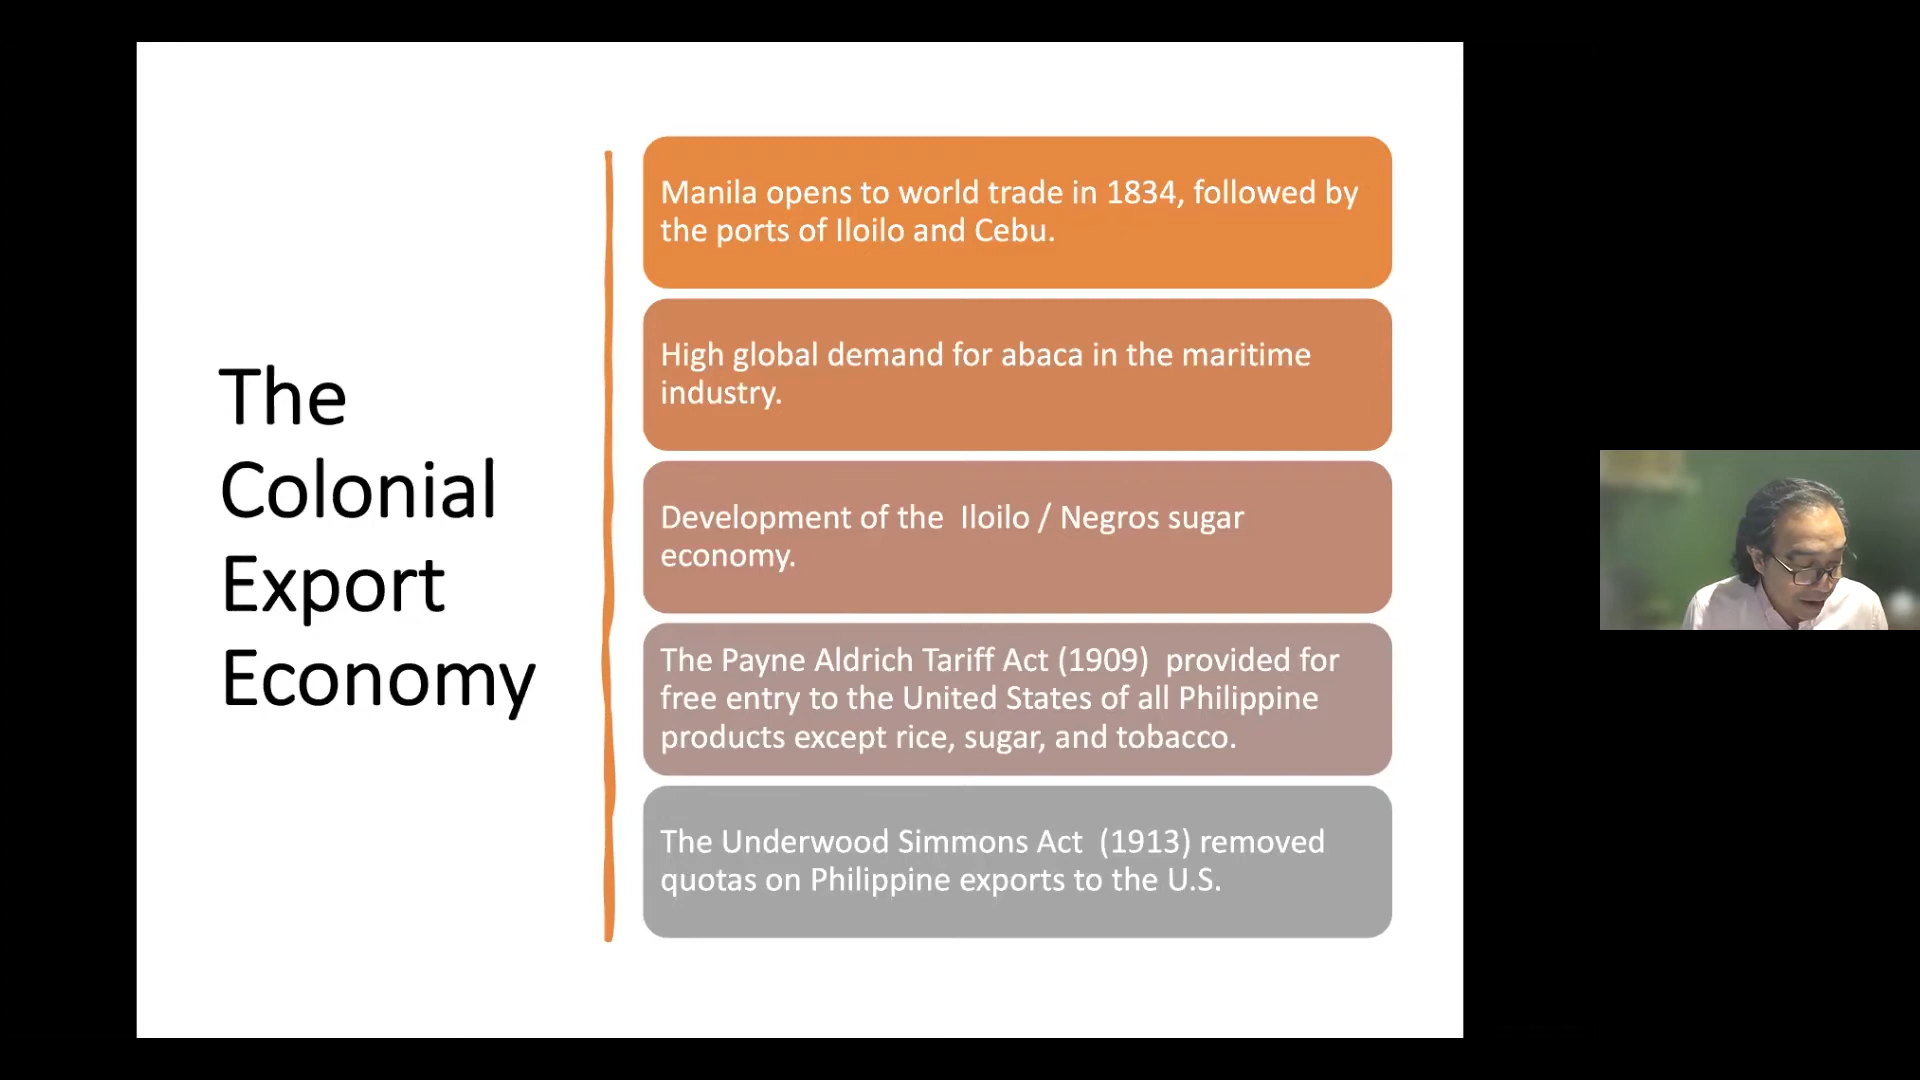 The
Colonial
Export
Economy
Manila opens to world trade in 1834, followed by
the ports of Iloilo and Cebu.
High global demand for abaca in the maritime
industry.
Development of the  Iloilo / Negros sugar
economy.
The Payne Aldrich Tariff Act (1909)  provided for
free entry to the United States of all Philippine
products except rice, sugar, and tobacco.
The Underwood Simmons Act  (1913) removed
quotas on Philippine exports to the U.S.